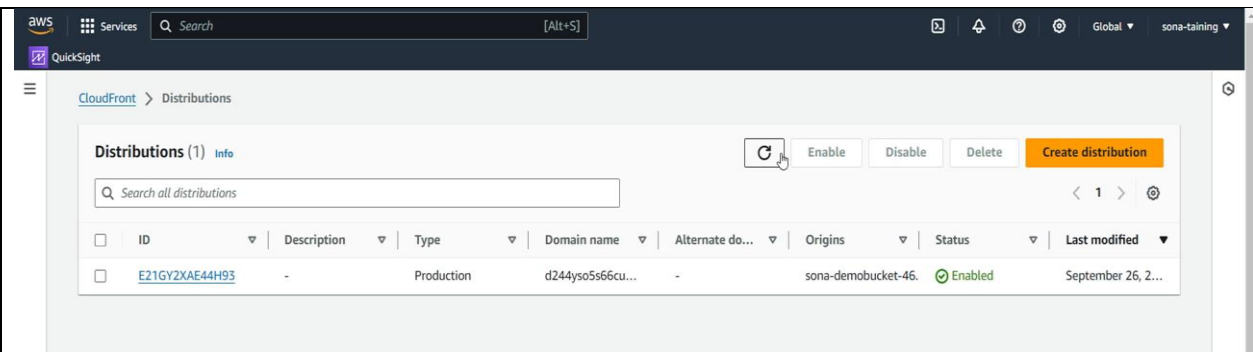 aws Services Search [Alt+S] Global sona-taining
QuickSight
CloudFront > Distributions
Distributions (1) Info Enable Disable Delete Create distribution
Search all distributions < 1 >
ID Description Type Domain name Alternate do... Origins Status Last modified
E21GY2XAE44H93 - Production d244yso5s66cu... - sona-demobucket-46. Enabled September 26, 2...